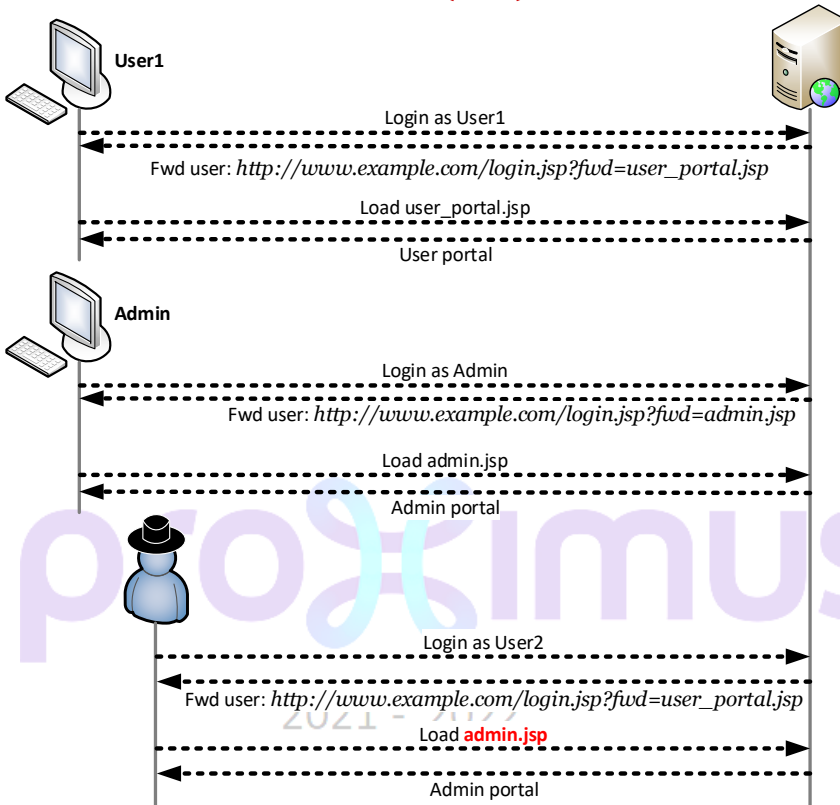 User1
Login as User1
Fwd user: http://www.example.com/login.jsp?fwd=user_portal.jsp
Load user_portal.jsp
User portal
Admin
Login as Admin
Fwd user: http://www.example.com/login.jsp?fwd=admin.jsp
Load admin.jsp
Admin portal
proximus
Login as User2
Fwd user: http://www.example.com/login.jsp?fwd=user_portal.jsp
2021 - 2022
Load admin.jsp
Admin portal